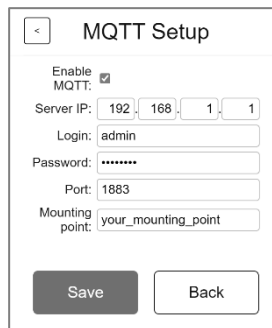 < MQTT Setup
Enable
MQTT:
Server IP: 192. 168. 1. 1
Login: admin
Password: ••••••••
Port: 1883
Mounting
point: your_mounting_point
Save Back